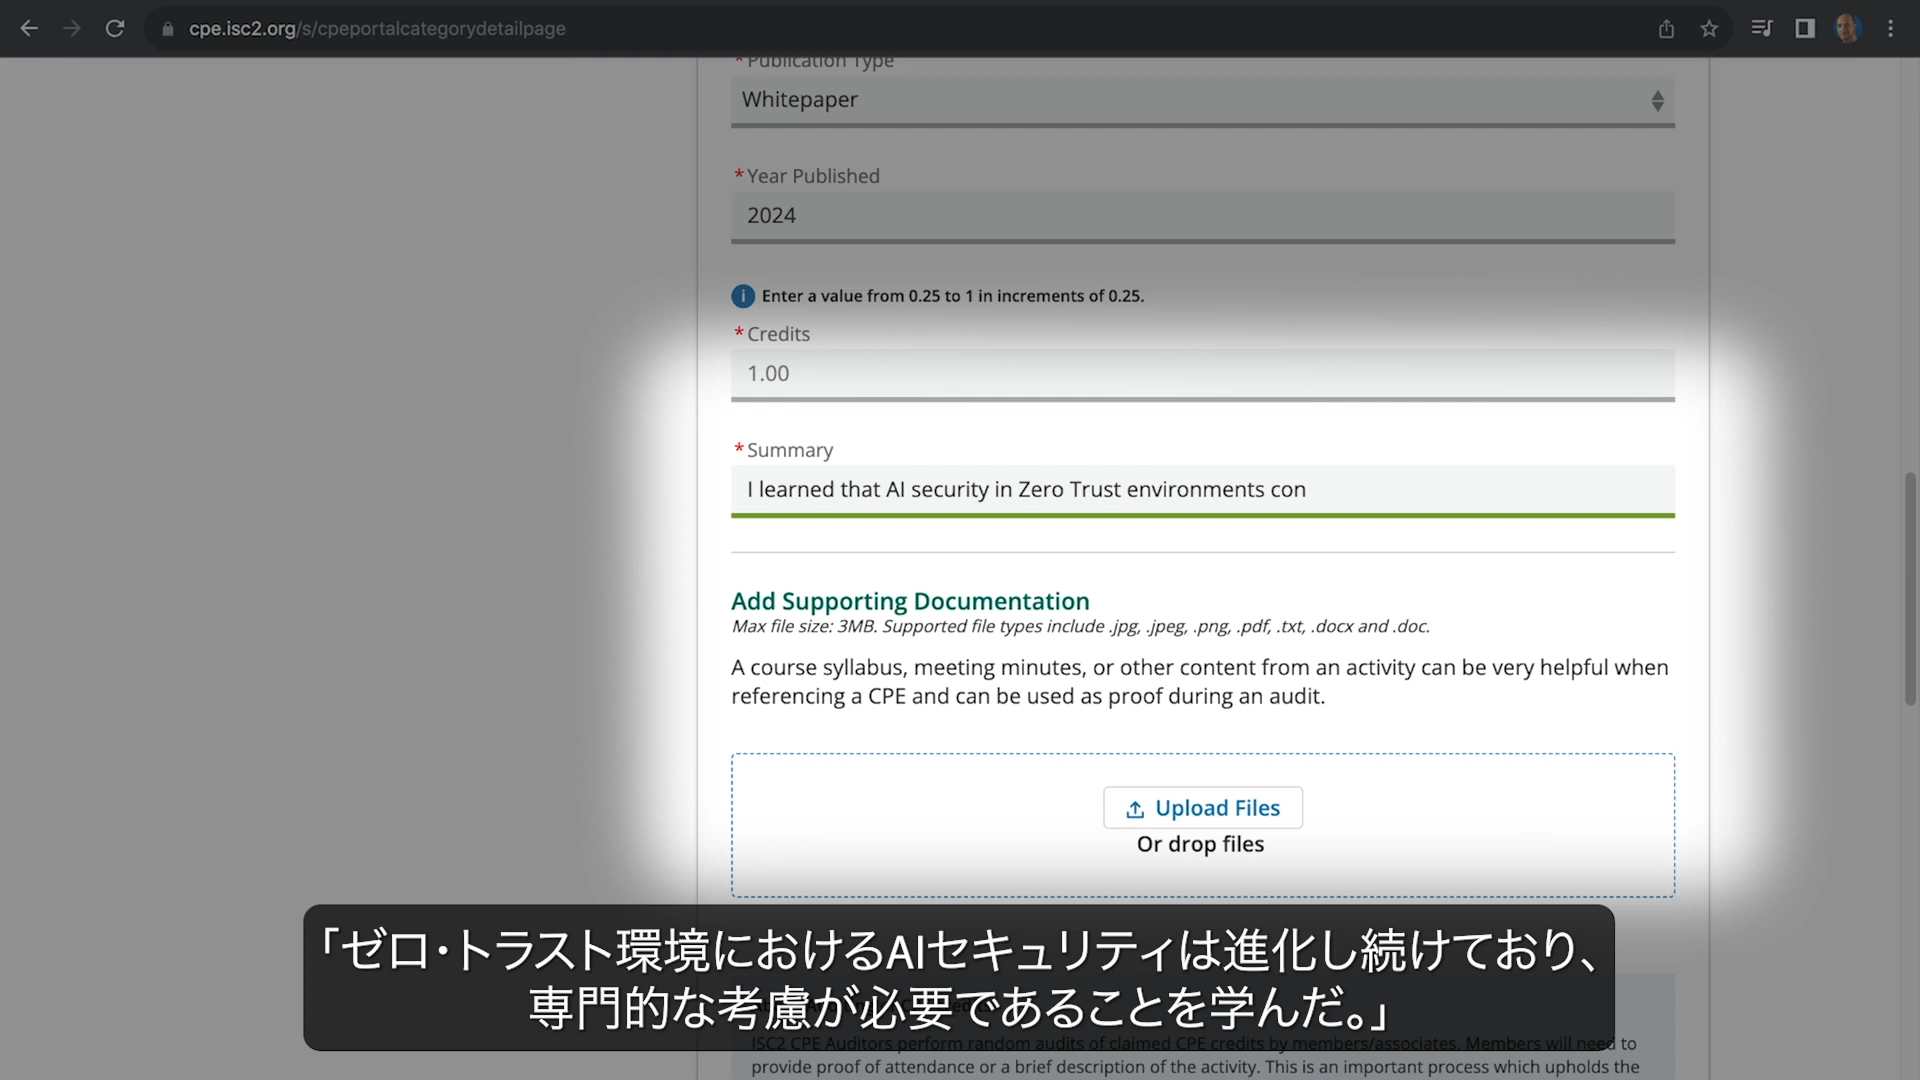 cpe.isc2.org/s/cpeportalcategorydetailpage
*Publication Type
Whitepaper
*Year Published
2024
Enter a value from 0.25 to 1 in increments of 0.25.
*Credits
1.00
*Summary
I learned that AI security in Zero Trust environments con
Add Supporting Documentation
Max file size: 3MB. Supported file types include .jpg, .jpeg, .png, .pdf, .txt, .docx and .doc.
A course syllabus, meeting minutes, or other content from an activity can be very helpful when
referencing a CPE and can be used as proof during an audit.
Upload Files
Or drop files
「ゼロ・トラスト環境におけるAIセキュリティは進化し続けており、
専門的な考慮が必要であることを学んだ。」
ISC2 CPE Auditors perform random audits of claimed CPE credits by members/associates. Members will need to
provide proof of attendance or a brief description of the activity. This is an important process which upholds the